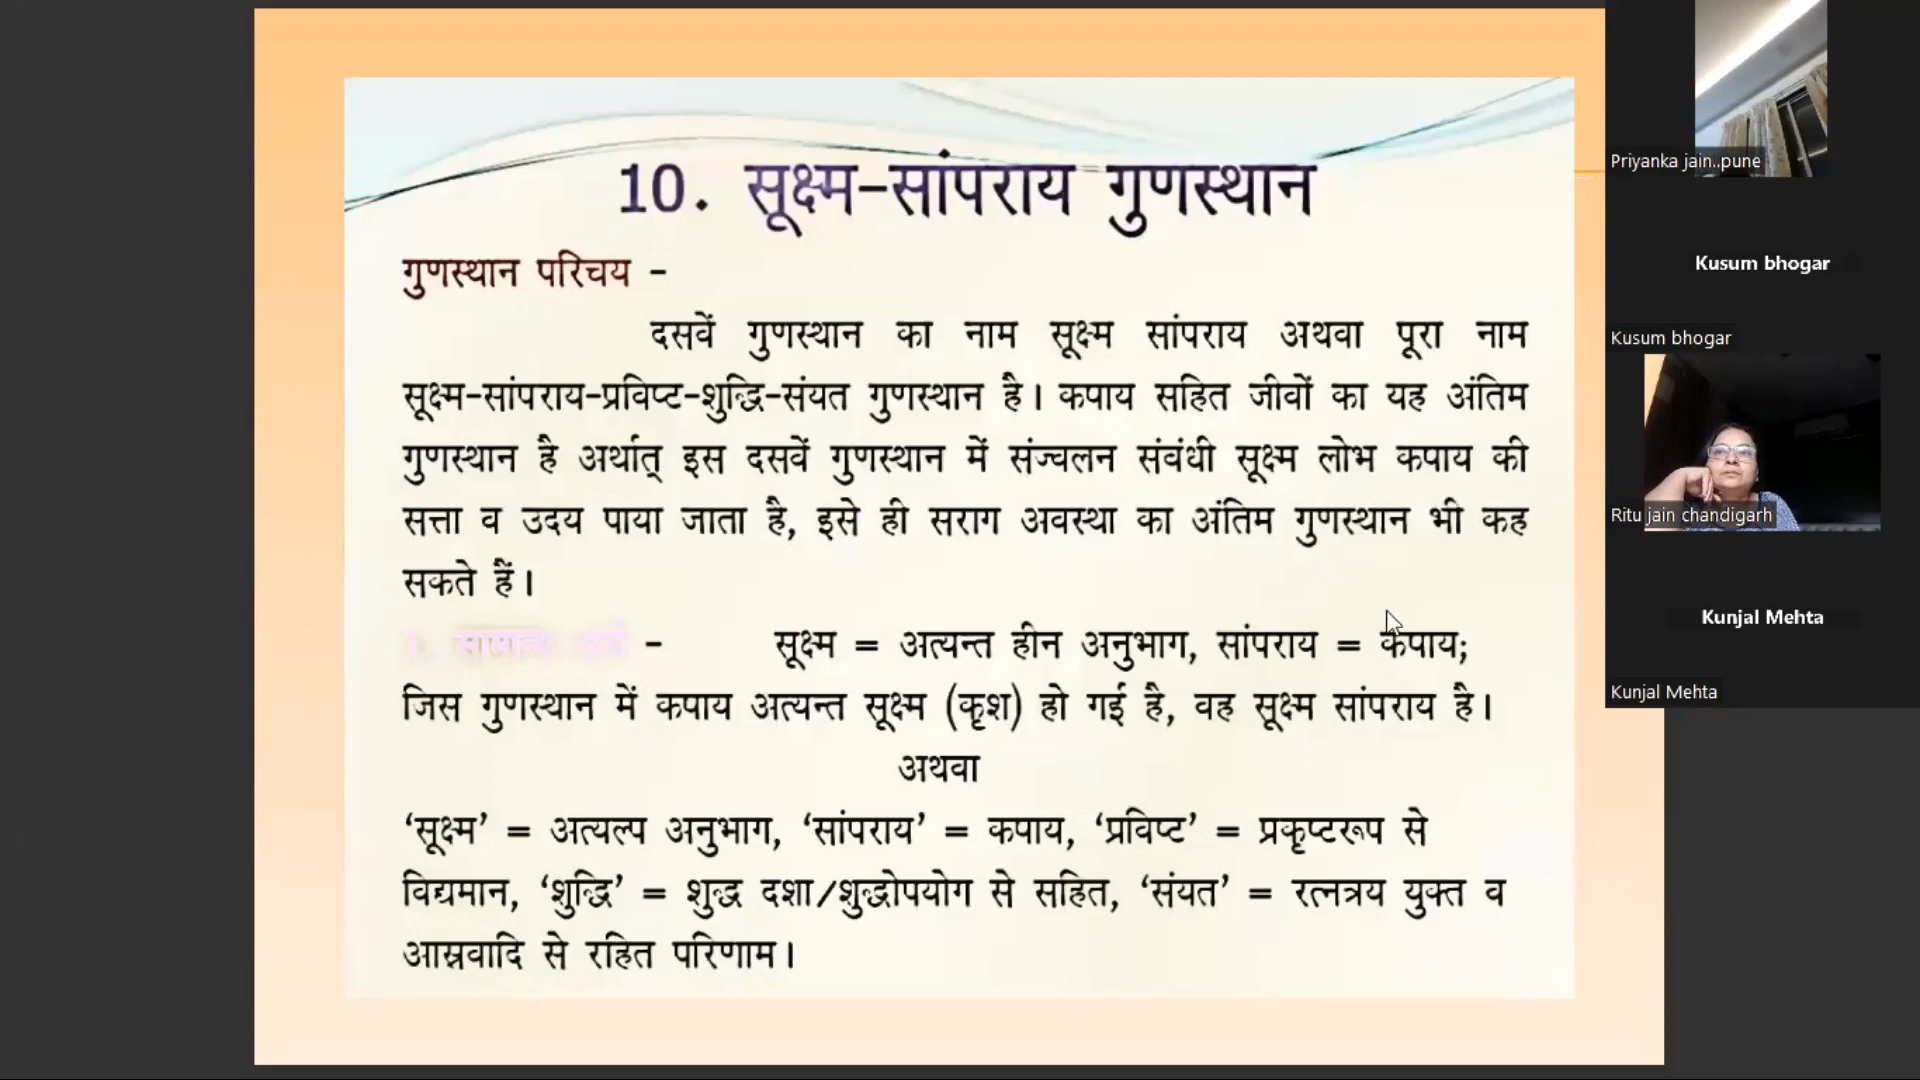 10. सूक्ष्म-सांपराय गुणस्थान
गुणस्थान परिचय -
दसवें गुणस्थान का नाम सूक्ष्म सांपराय अथवा पूरा नाम
सूक्ष्म-सांपराय-प्रविष्ट-शुद्धि-संयत गुणस्थान है। कषाय सहित जीवों का यह अंतिम
गुणस्थान है अर्थात् इस दसवें गुणस्थान में संज्वलन संबंधी सूक्ष्म लोभ कषाय की
सत्ता व उदय पाया जाता है, इसे ही सराग अवस्था का अंतिम गुणस्थान भी कह
सकते हैं।
- सूक्ष्म = अत्यन्त हीन अनुभाग, सांपराय = कषाय;
जिस गुणस्थान में कषाय अत्यन्त सूक्ष्म (कृश) हो गई है, वह सूक्ष्म सांपराय है।
अथवा
‘सूक्ष्म’ = अत्यल्प अनुभाग, ‘सांपराय’ = कषाय, ‘प्रविष्ट’ = प्रकृष्टरूप से
विद्यमान, ‘शुद्धि’ = शुद्ध दशा/शुद्धोपयोग से सहित, ‘संयत’ = रत्नत्रय युक्त व
आस्रवादि से रहित परिणाम।
Priyanka jain..pune
Kusum bhogar
Kusum bhogar
Ritu jain chandigarh
Kunjal Mehta
Kunjal Mehta